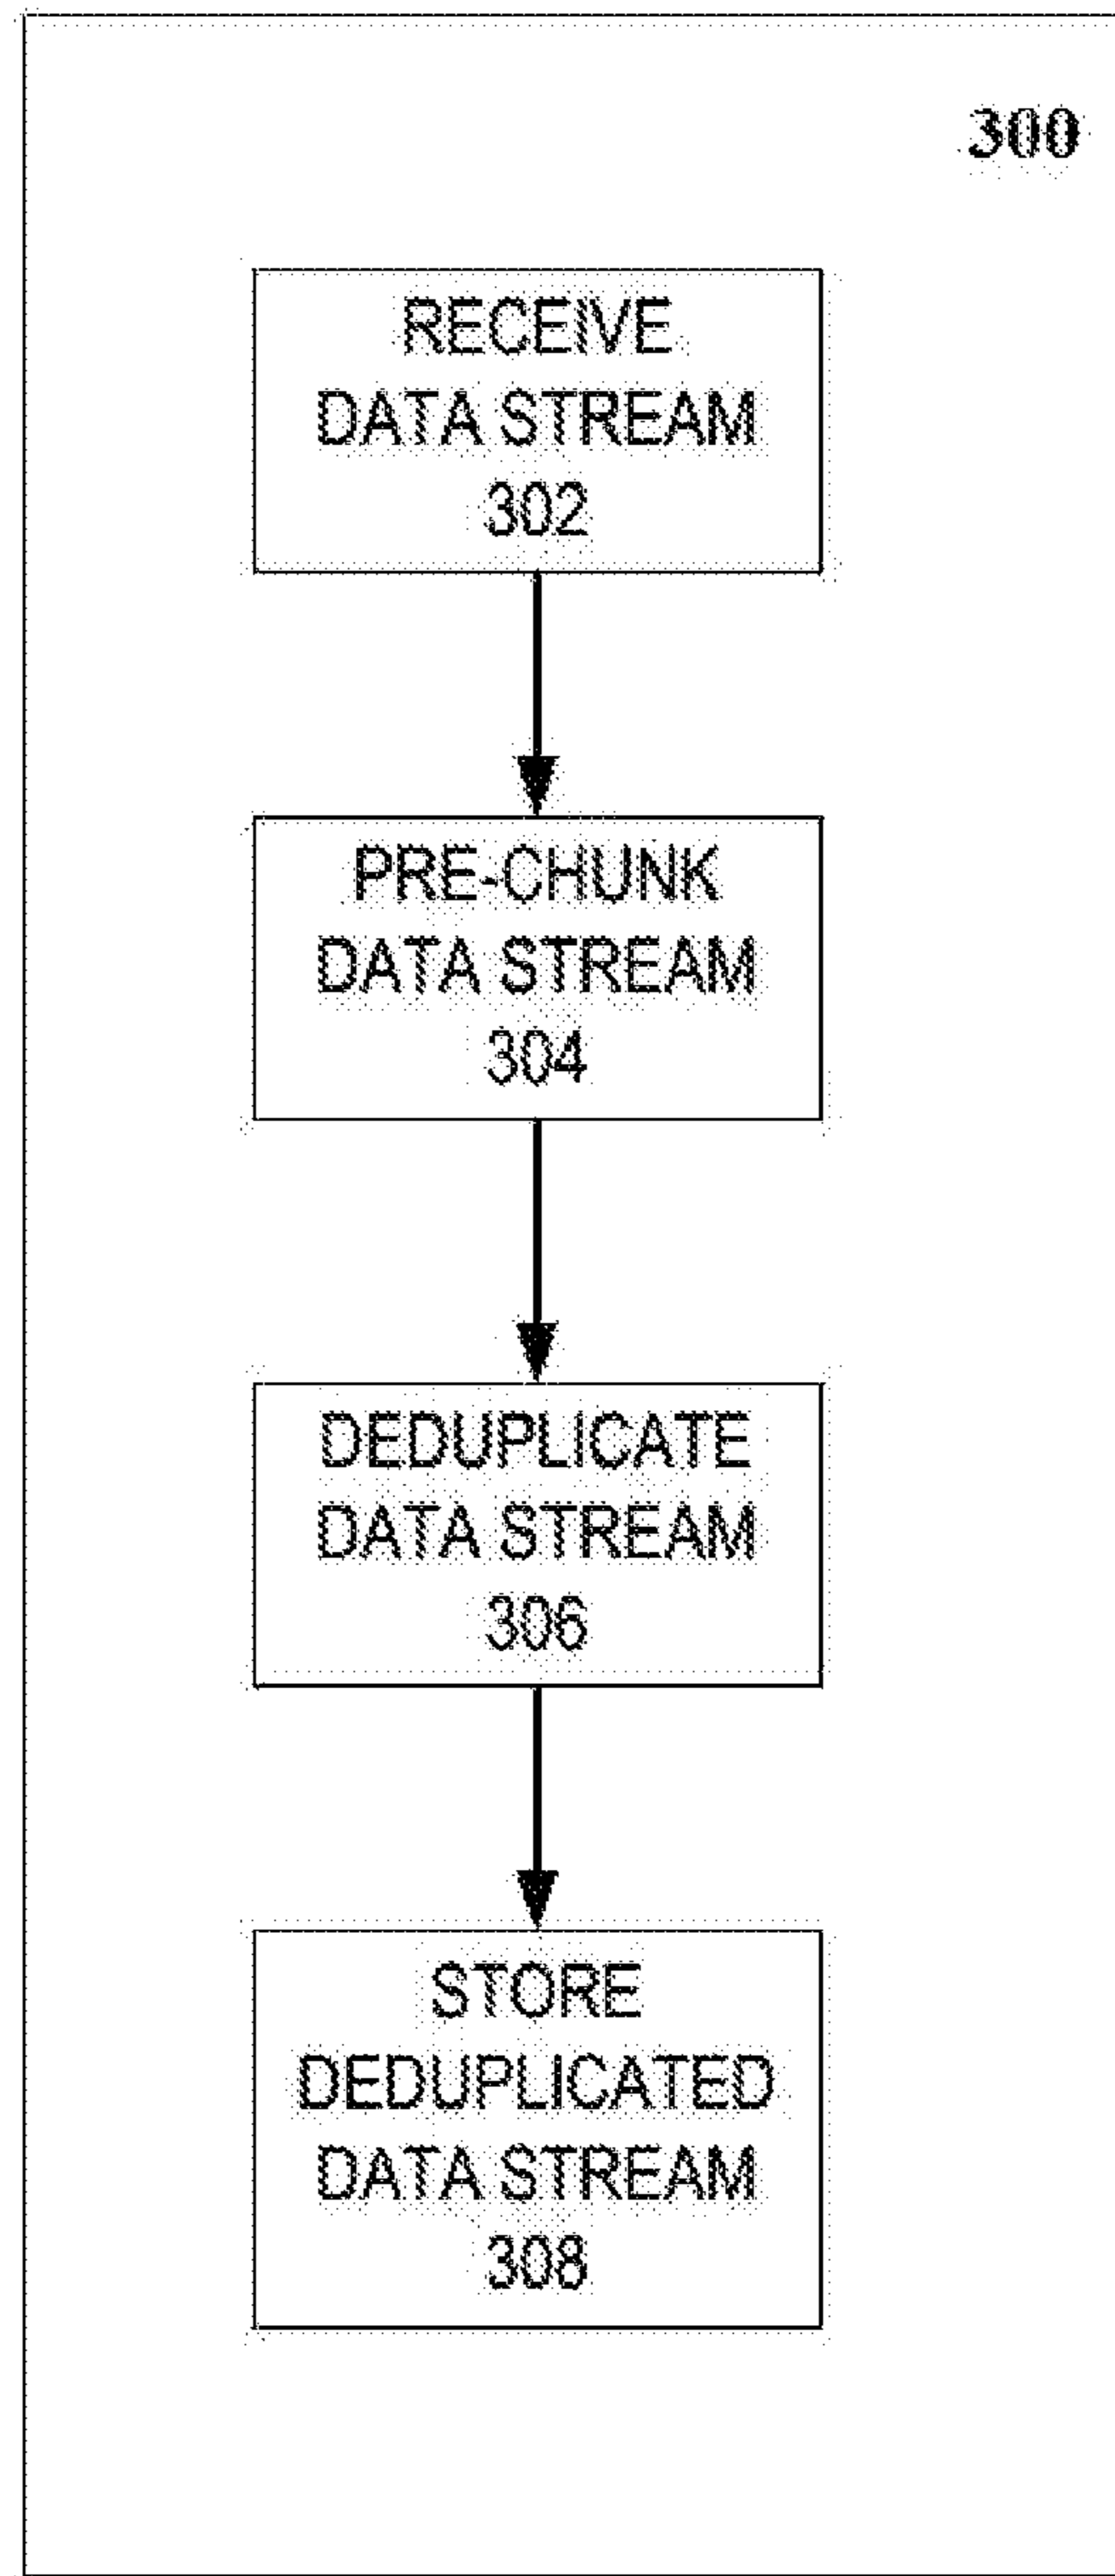 300
RECEIVE
DATA STREAM
302
PRE-CHUNK
DATA STREAM
304
DEDUPLICATE
DATA STREAM
306
STORE
DEDUPLICATED
DATA STREAM
308